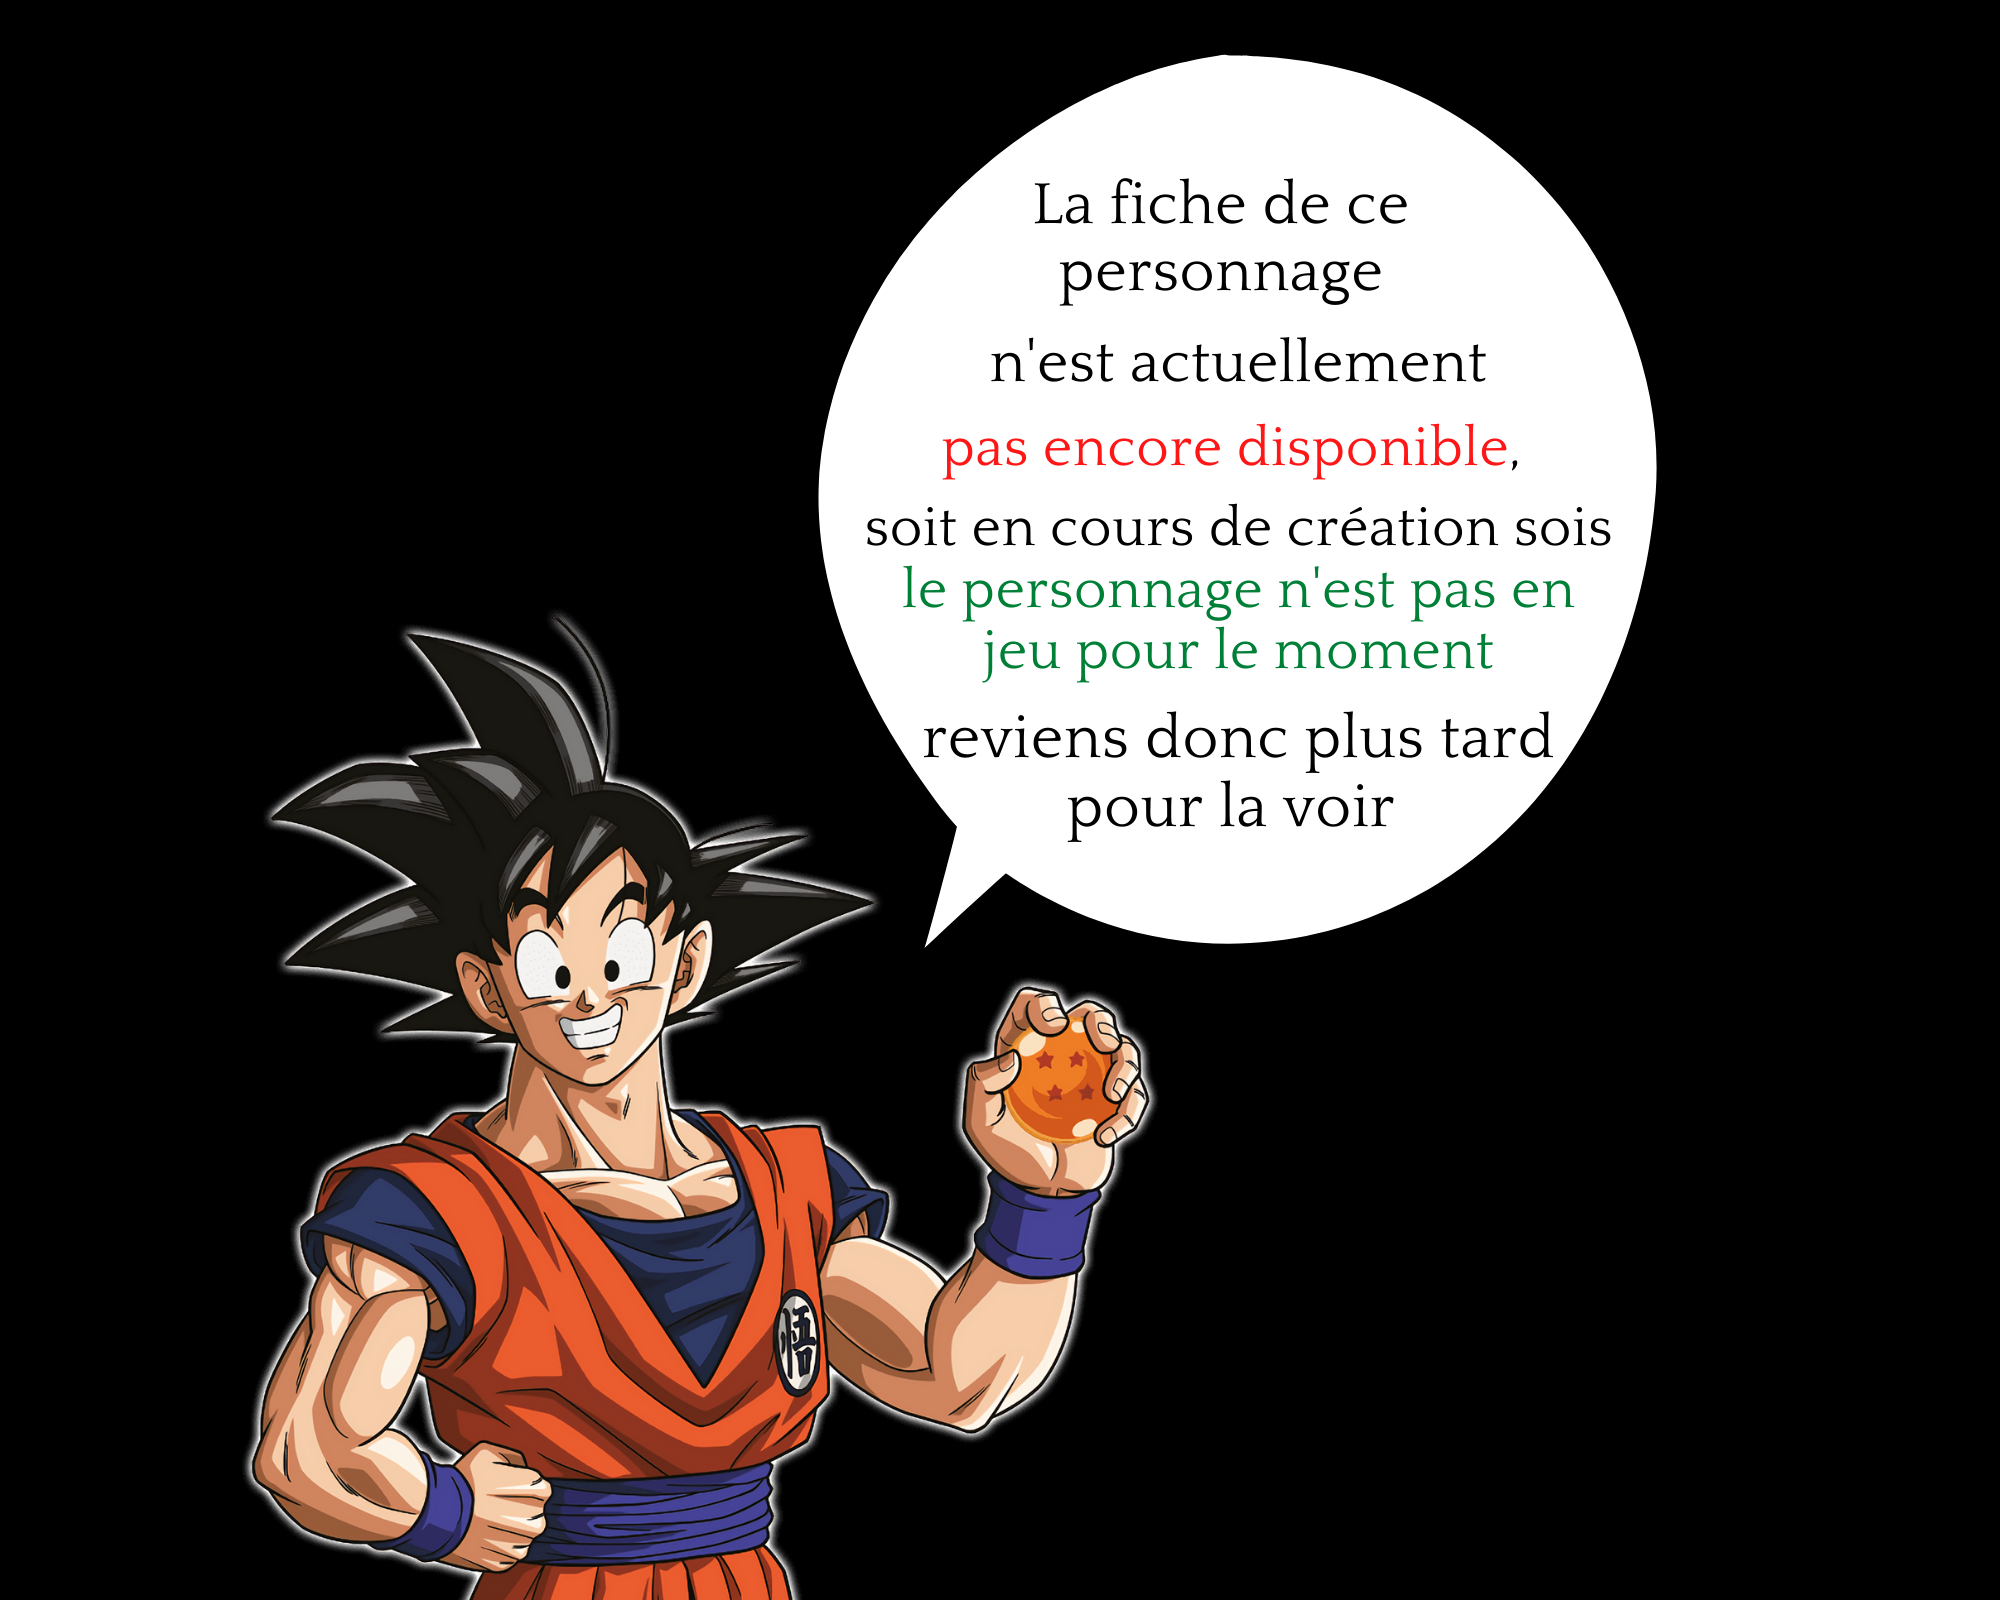 La fiche de ce
personnage
n'est actuellement
pas encore disponible,
soit en cours de création sois
le personnage n'est pas en
jeu pour le moment
reviens donc plus tard
pour la voir
悟